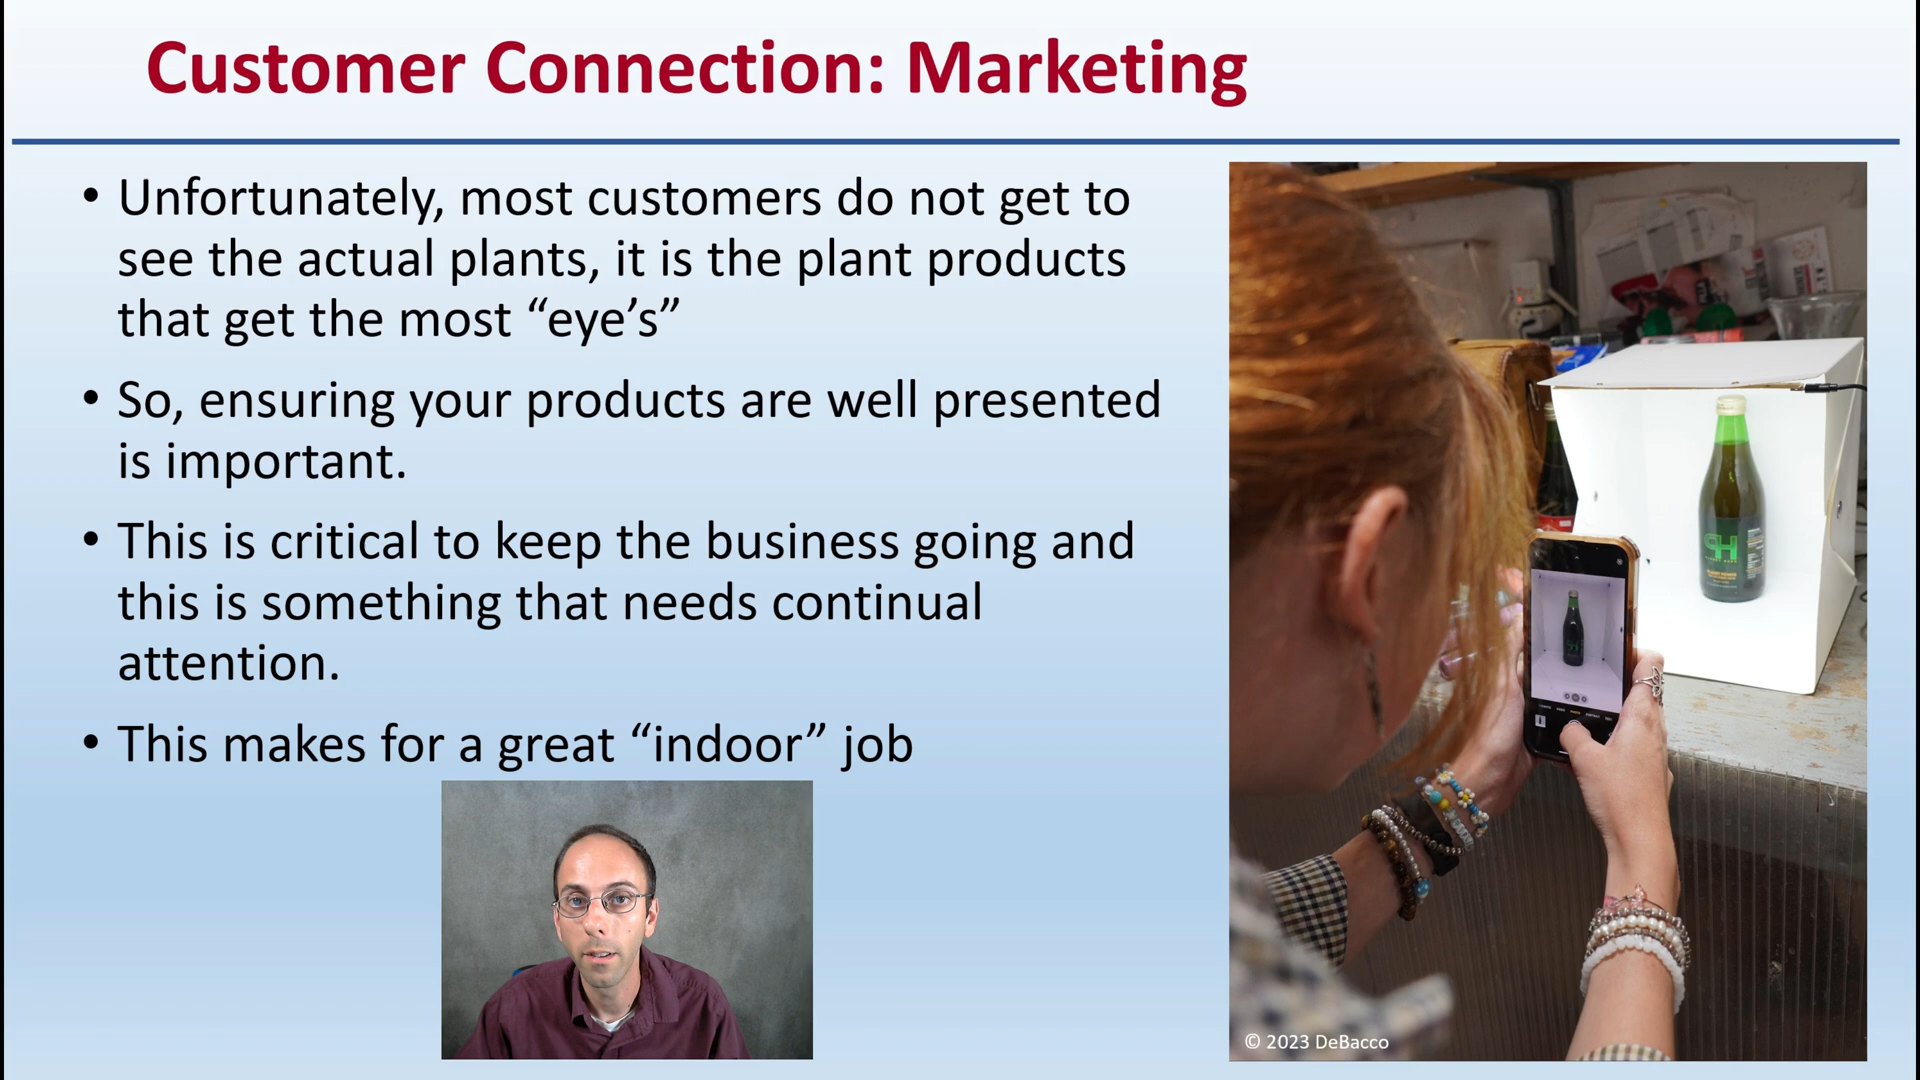 Customer Connection: Marketing
• Unfortunately, most customers do not get to
see the actual plants, it is the plant products
that get the most “eye’s”
• So, ensuring your products are well presented
is important.
• This is critical to keep the business going and
this is something that needs continual
attention.
• This makes for a great “indoor” job
© 2023 DeBacco